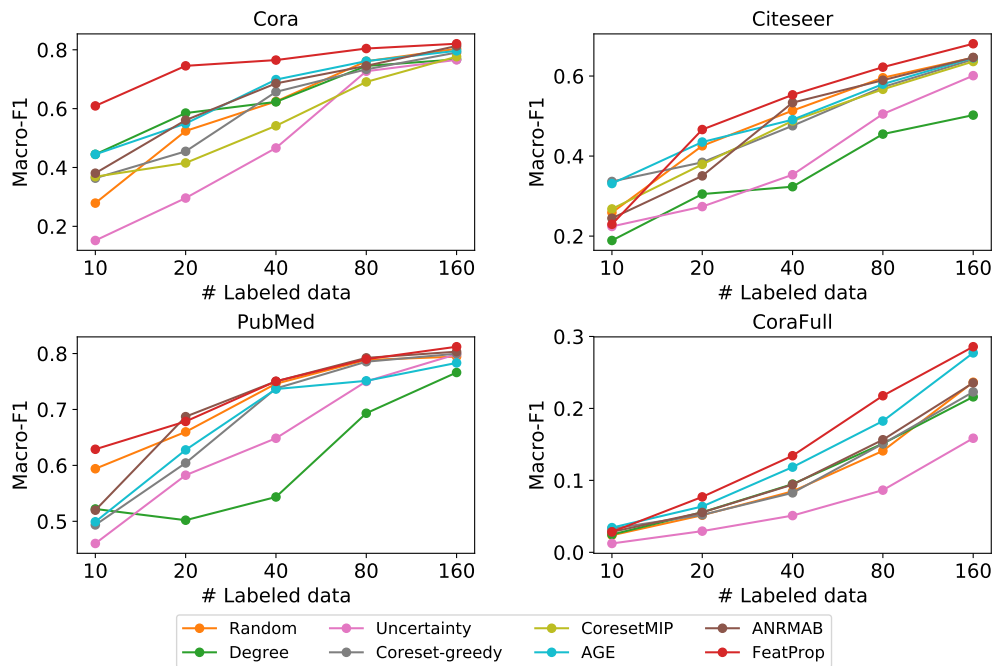 Cora
Macro-F1
0.8
0.6
0.4
0.2
10 20 40 80 160
# Labeled data
Citeseer
Macro-F1
0.6
0.4
0.2
10 20 40 80 160
# Labeled data
PubMed
Macro-F1
0.8
0.7
0.6
0.5
10 20 40 80 160
# Labeled data
CoraFull
Macro-F1
0.3
0.2
0.1
0.0
10 20 40 80 160
# Labeled data
Random Uncertainty CoresetMIP ANRMAB
Degree Coreset-greedy AGE FeatProp